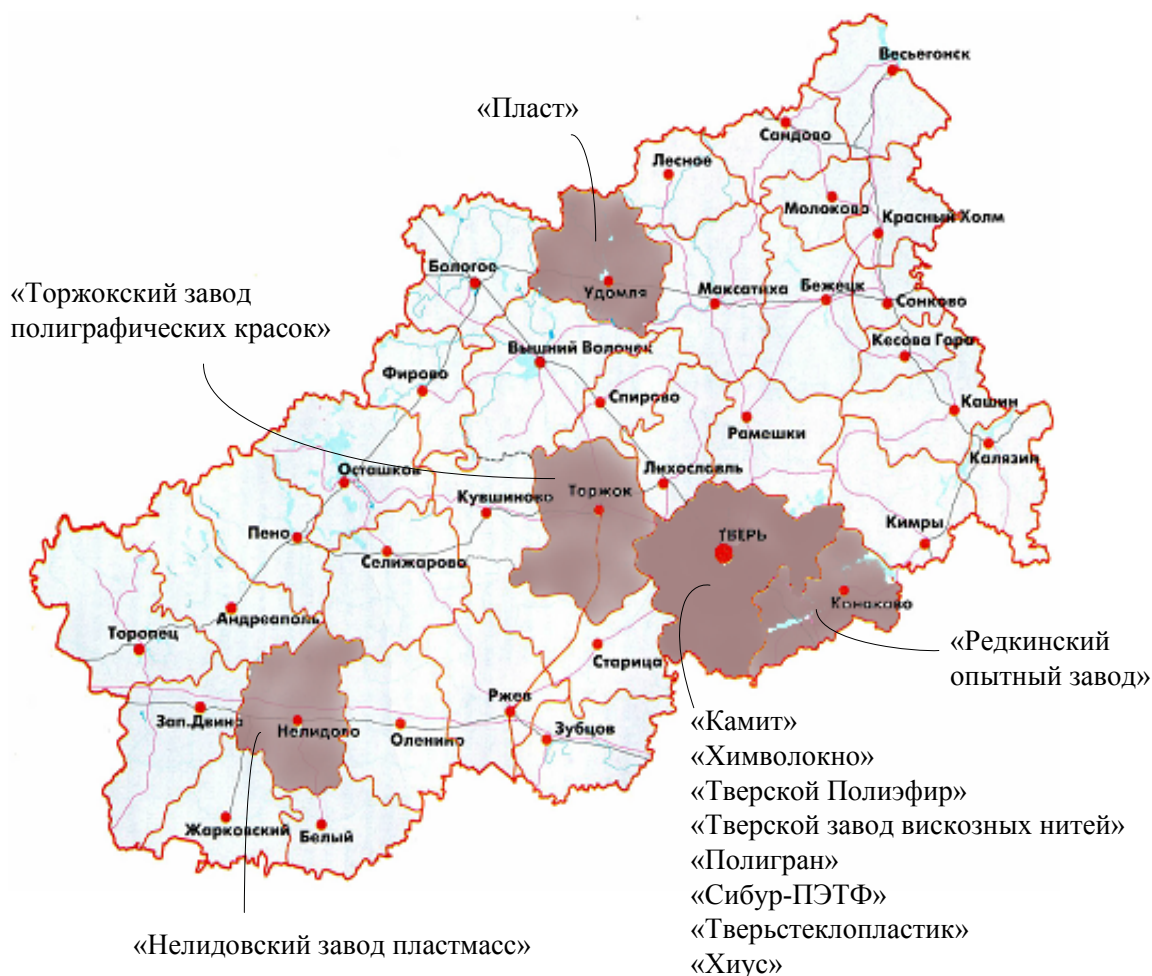 Весьегонск
«Пласт»
Сандово
Лесное
Молоково
Красный Холм
Бологое
Удомля
Максатиха
Бежецк
Сонково
«Торжокский завод
полиграфических красок»
Вышний Волочек
Кесова Гора
Фирово
Спирово
Кашин
Рамешки
Калязин
Осташков
Лихославль
Кувшиново
Торжок
Кимры
Пено
ТВЕРЬ
Селижарово
Конаково
Андреаполь
Торопец
Старица
«Редкинский
опытный завод»
Ржев
Зап.Двина
Нелидово
Оленино
Зубцов
«Камит»
«Химволокно»
«Тверской Полиэфир»
«Тверской завод вискозных нитей»
«Полигран»
«Сибур-ПЭТФ»
«Тверьстеклопластик»
«Хиус»
Жарковский
Белый
«Нелидовский завод пластмасс»